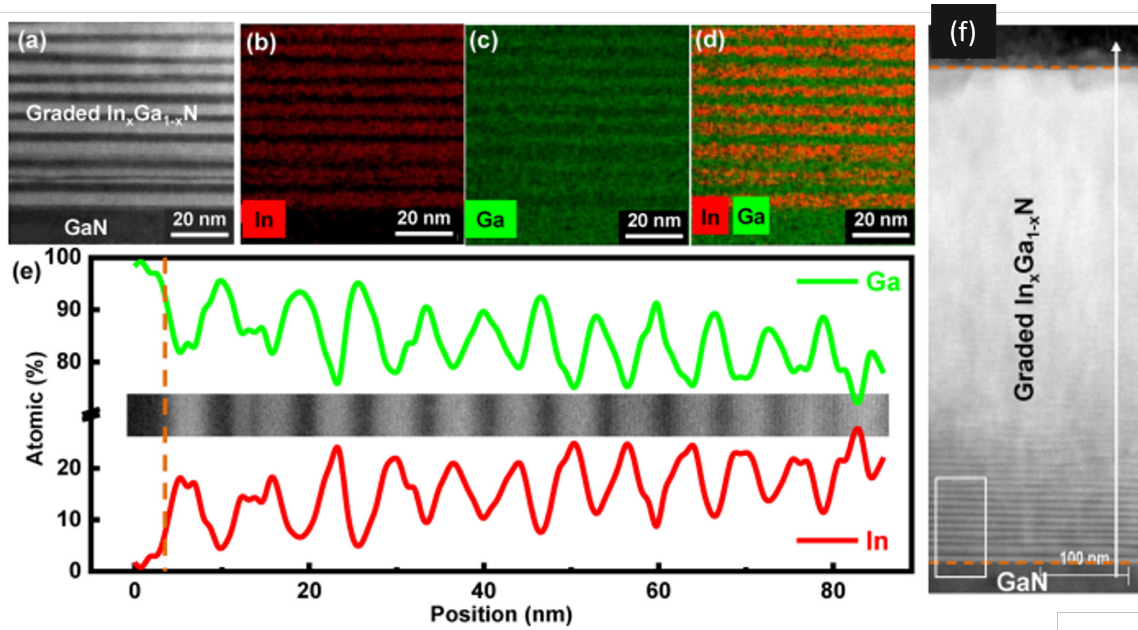 (a)
Graded InₓGa₁₋ₓN
GaN
20 nm
(b)
In
20 nm
(c)
Ga
20 nm
(d)
In Ga
20 nm
(e)
100
90
80
20
10
0
Atomic (%)
Ga
In
0 20 40 60 80
Position (nm)
(f)
Graded InₓGa₁₋ₓN
100 nm
GaN